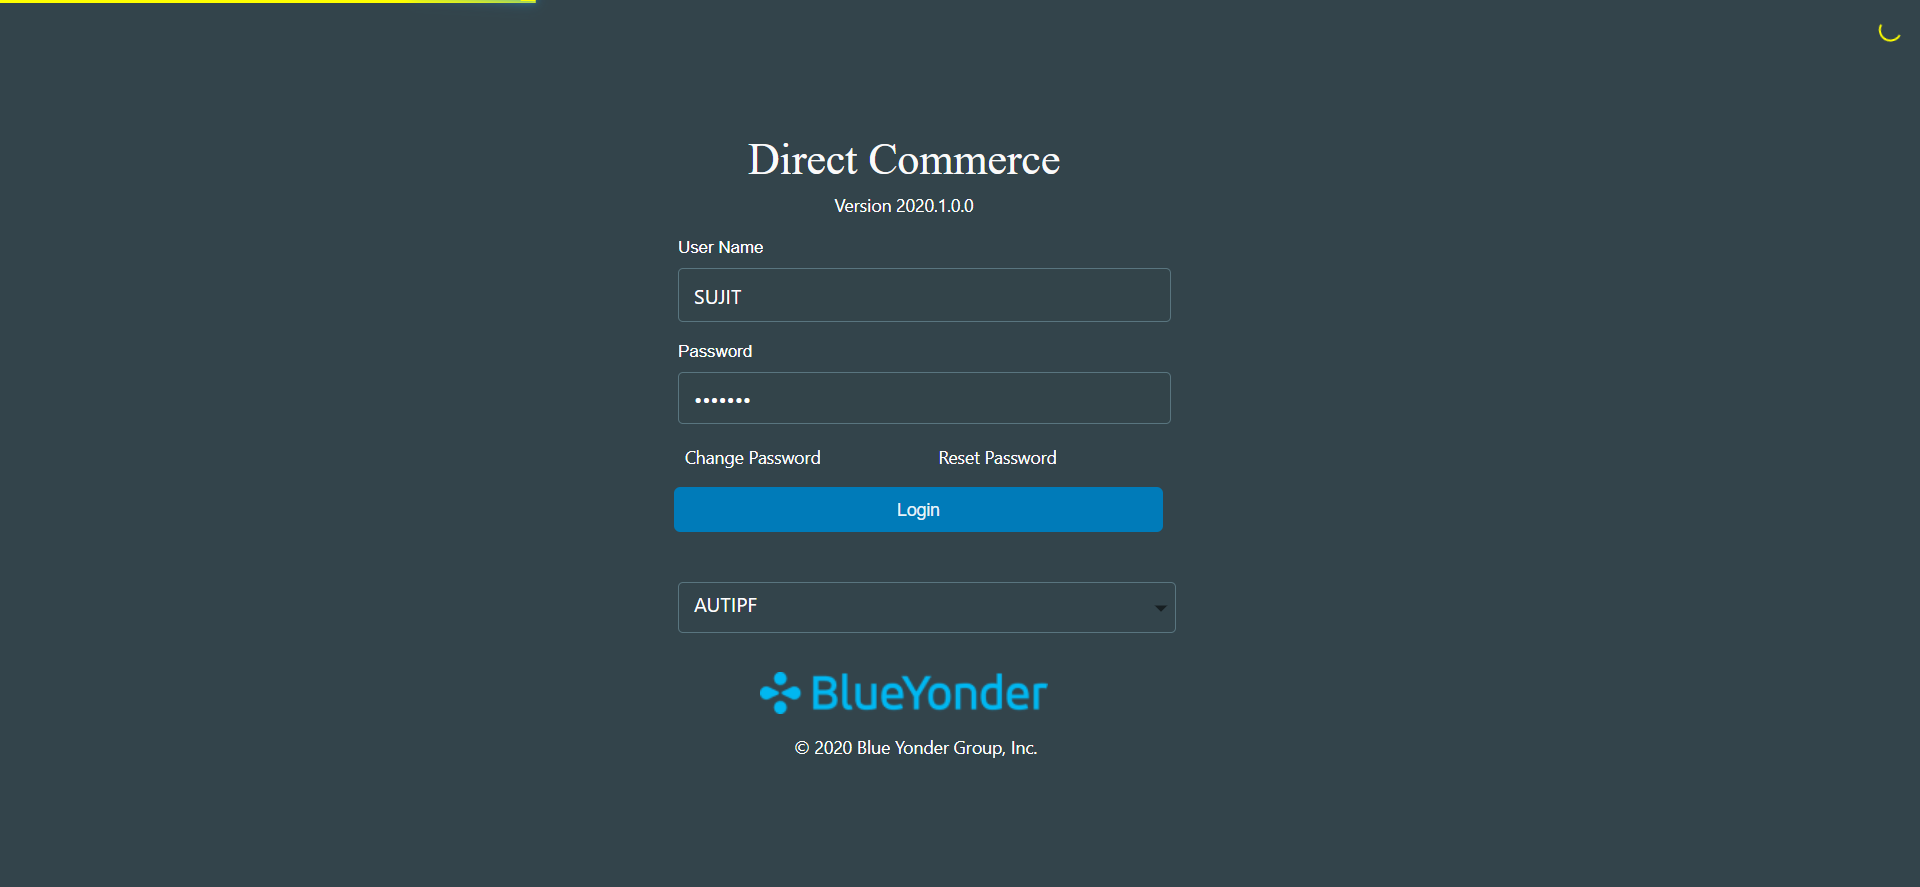 Direct Commerce
Version 2020.1.0.0
User Name
SUJIT
Password
•••••••
Change Password Reset Password
Login
AUTIPF
BlueYonder
© 2020 Blue Yonder Group, Inc.